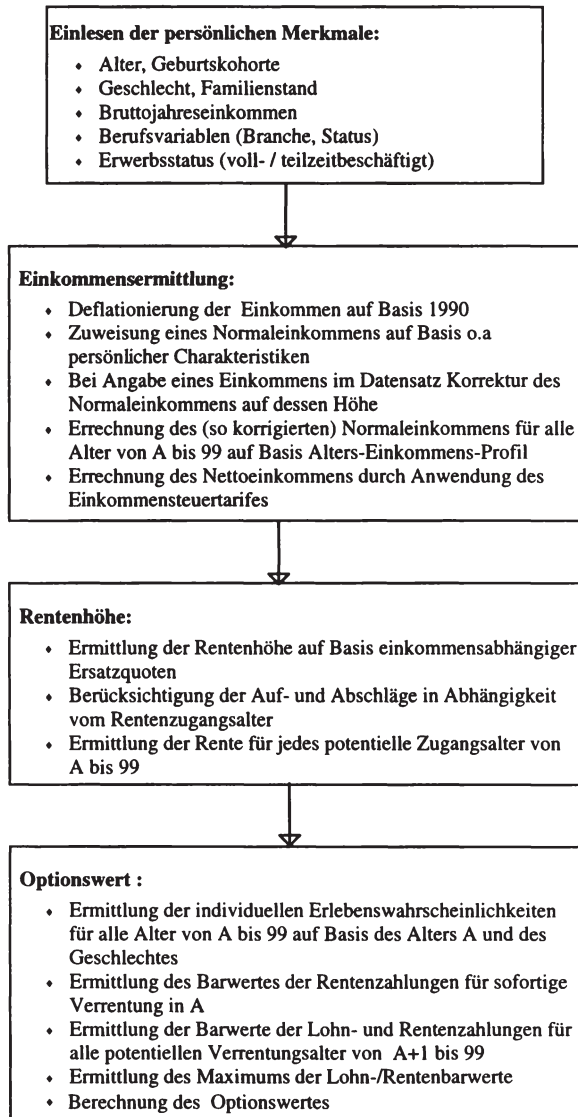 Einlesen der persönlichen Merkmale:
• Alter, Geburtskohorte
• Geschlecht, Familienstand
• Bruttojahreseinkommen
• Berufsvariablen (Branche, Status)
• Erwerbsstatus (voll- / teilzeitbeschäftigt)
Einkommensermittlung:
• Deflationierung der Einkommen auf Basis 1990
• Zuweisung eines Normaleinkommens auf Basis o.a
persönlicher Charakteristiken
• Bei Angabe eines Einkommens im Datensatz Korrektur des
Normaleinkommens auf dessen Höhe
• Errechnung des (so korrigierten) Normaleinkommens für alle
Alter von A bis 99 auf Basis Alters-Einkommens-Profil
• Errechnung des Nettoeinkommens durch Anwendung des
Einkommensteuertarifes
Rentenhöhe:
• Ermittlung der Rentenhöhe auf Basis einkommensabhängiger
Ersatzquoten
• Berücksichtigung der Auf- und Abschläge in Abhängigkeit
vom Rentenzugangsalter
• Ermittlung der Rente für jedes potentielle Zugangsalter von
A bis 99
Optionswert :
• Ermittlung der individuellen Erlebenswahrscheinlichkeiten
für alle Alter von A bis 99 auf Basis des Alters A und des
Geschlechtes
• Ermittlung des Barwertes der Rentenzahlungen für sofortige
Verrentung in A
• Ermittlung der Barwerte der Lohn- und Rentenzahlungen für
alle potentiellen Verrentungsalter von A+1 bis 99
• Ermittlung des Maximums der Lohn-/Rentenbarwerte
• Berechnung des Optionswertes